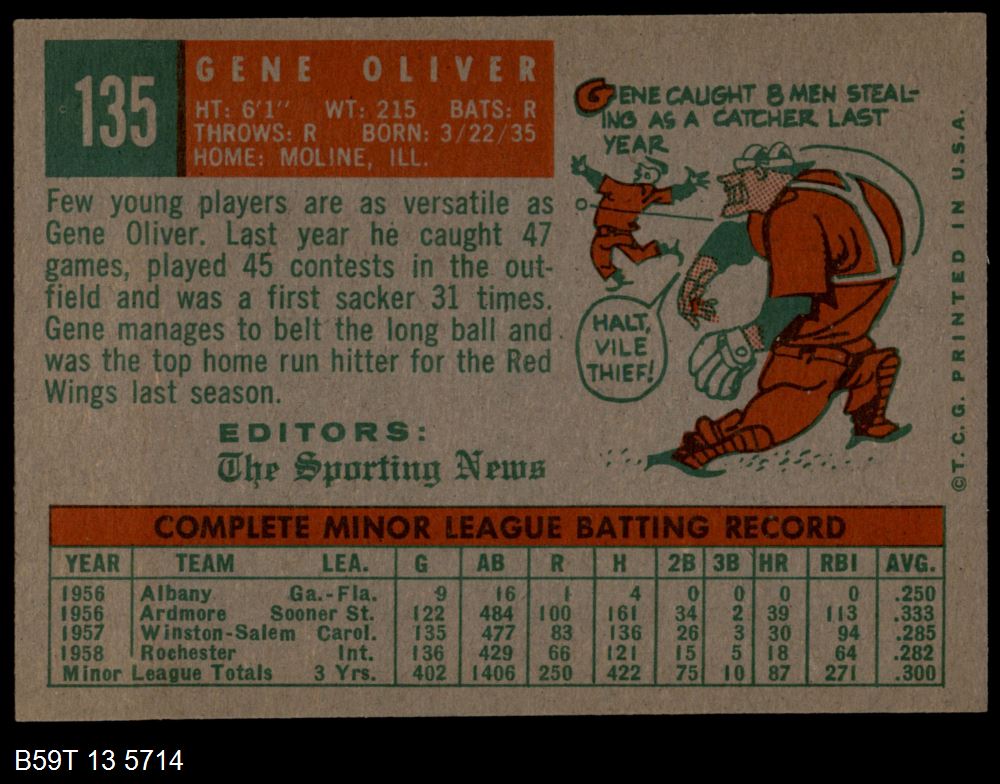 135
GENE OLIVER
HT: 6'1" WT: 215 BATS: R
THROWS: R BORN: 3/22/35
HOME: MOLINE, ILL.
Few young players are as versatile as
Gene Oliver. Last year he caught 47
games, played 45 contests in the out-
field and was a first sacker 31 times.
Gene manages to belt the long ball and
was the top home run hitter for the Red
Wings last season.
EDITORS:
The Sporting News
GENE CAUGHT 8 MEN STEAL-
ING AS A CATCHER LAST
YEAR
HALT,
VILE
THIEF!
©T.C.G. PRINTED IN U.S.A.
COMPLETE MINOR LEAGUE BATTING RECORD
YEAR TEAM LEA. G AB R H 2B 3B HR RBI AVG.
1956 Albany Ga.-Fla. 9 16 1 4 0 0 0 0 .250
1956 Ardmore Sooner St. 122 484 100 161 34 2 39 113 .333
1957 Winston-Salem Carol. 135 477 83 136 26 3 30 94 .285
1958 Rochester Int. 136 429 66 121 15 5 18 64 .282
Minor League Totals 3 Yrs. 402 1406 250 422 75 10 87 271 .300
B59T 13 5714